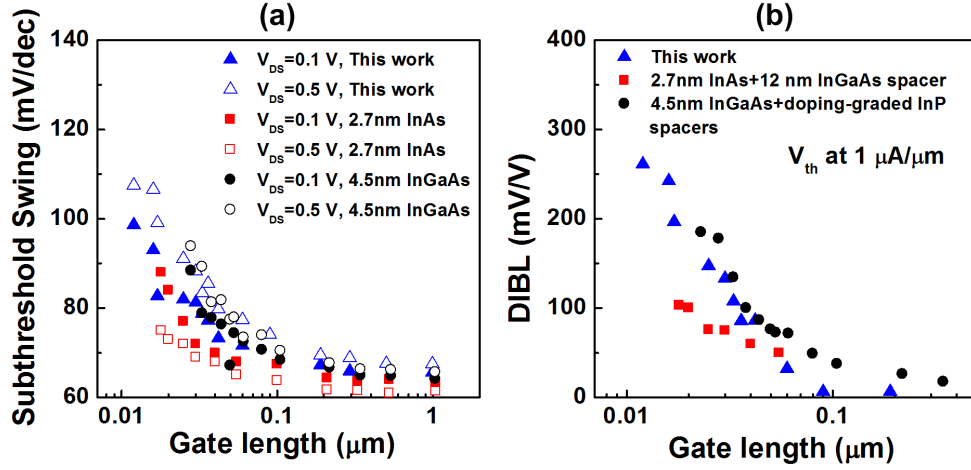 (a)
Subthreshold Swing (mV/dec)
140
120
100
80
60
V_DS=0.1 V, This work
V_DS=0.5 V, This work
V_DS=0.1 V, 2.7nm InAs
V_DS=0.5 V, 2.7nm InAs
V_DS=0.1 V, 4.5nm InGaAs
V_DS=0.5 V, 4.5nm InGaAs
0.01 0.1 1
Gate length (μm)
(b)
DIBL (mV/V)
400
300
200
100
0
This work
2.7nm InAs+12 nm InGaAs spacer
4.5nm InGaAs+doping-graded InP
spacers
V_th at 1 μA/μm
0.01 0.1
Gate length (μm)